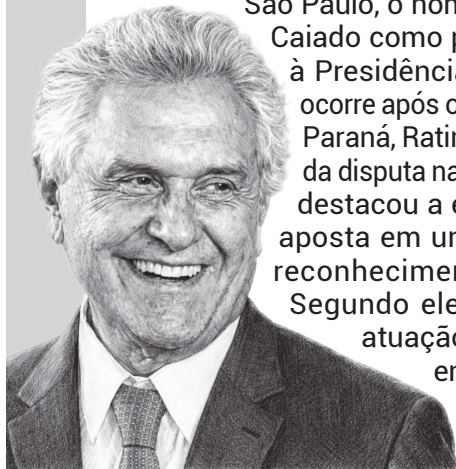 São Paulo, o nom
Caiado como p
à Presidência
ocorre após o
Paraná, Ratin
da disputa na
destacou a e
aposta em un
reconhecimen
Segundo ele
atuação
en